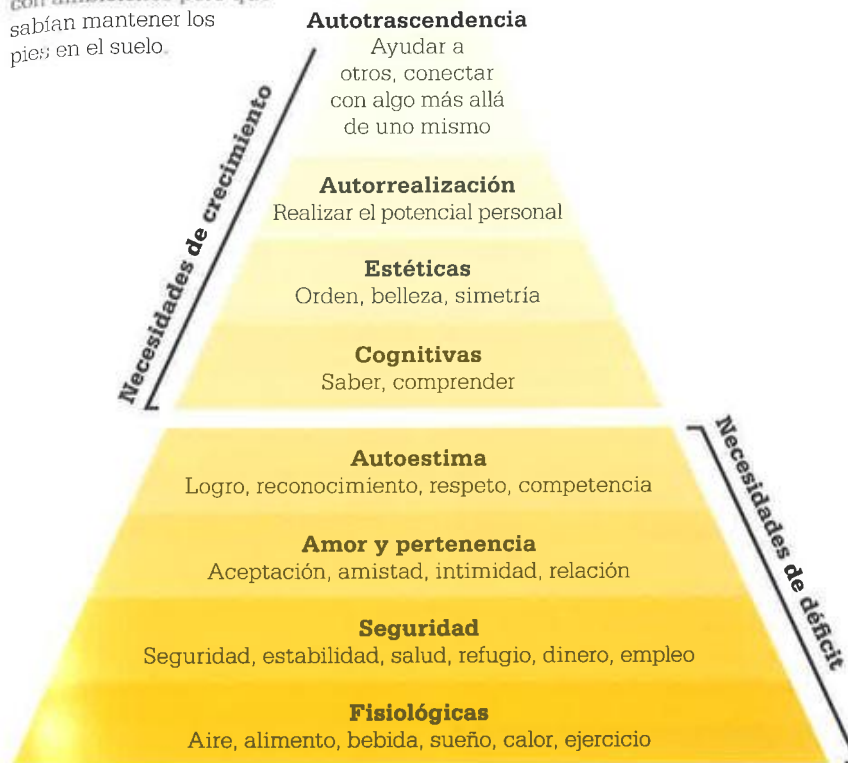 sabían mantener los
pies en el suelo.
Autotrascendencia
Ayudar a
otros, conectar
con algo más allá
de uno mismo
Necesidades de crecimiento
Autorrealización
Realizar el potencial personal
Estéticas
Orden, belleza, simetría
Cognitivas
Saber, comprender
Necesidades de déficit
Autoestima
Logro, reconocimiento, respeto, competencia
Amor y pertenencia
Aceptación, amistad, intimidad, relación
Seguridad
Seguridad, estabilidad, salud, refugio, dinero, empleo
Fisiológicas
Aire, alimento, bebida, sueño, calor, ejercicio